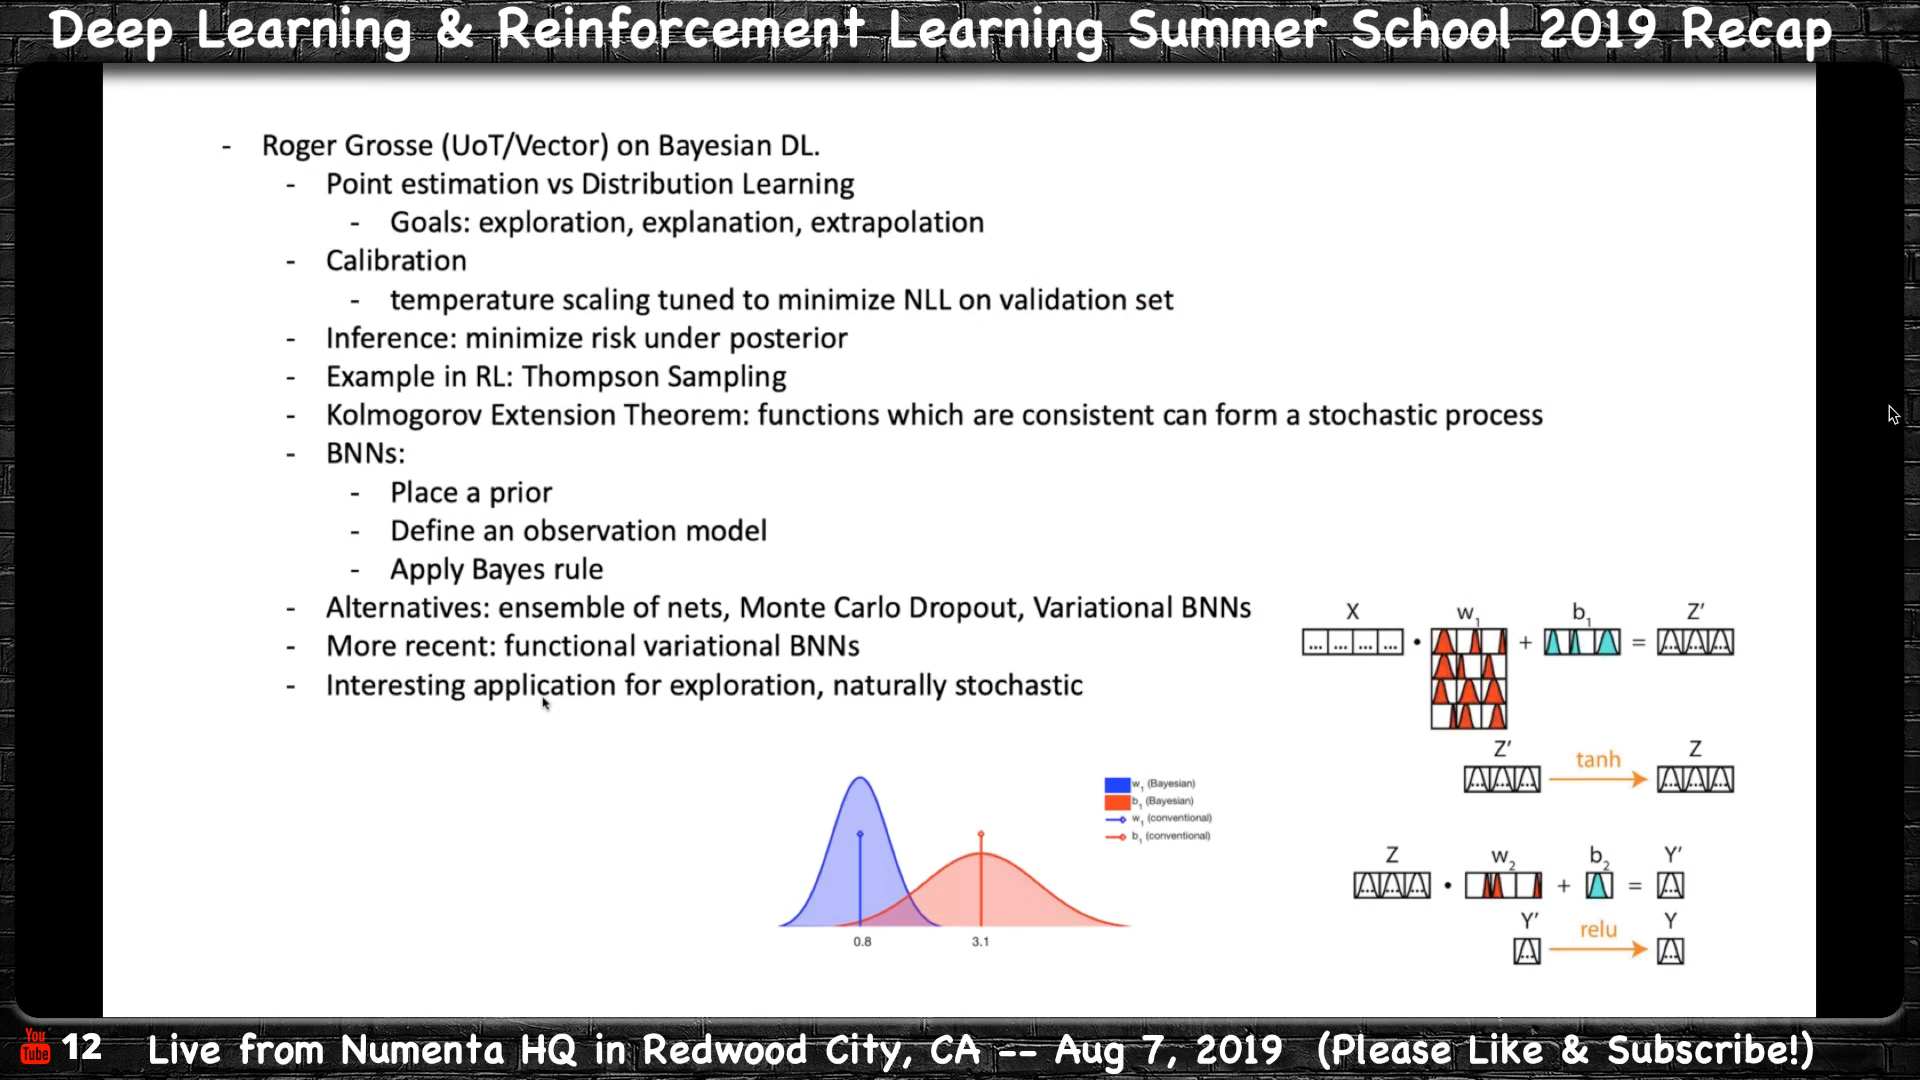 Deep Learning & Reinforcement Learning Summer School 2019 Recap
- Roger Grosse (UoT/Vector) on Bayesian DL.
- Point estimation vs Distribution Learning
- Goals: exploration, explanation, extrapolation
- Calibration
- temperature scaling tuned to minimize NLL on validation set
- Inference: minimize risk under posterior
- Example in RL: Thompson Sampling
- Kolmogorov Extension Theorem: functions which are consistent can form a stochastic process
- BNNs:
- Place a prior
- Define an observation model
- Apply Bayes rule
- Alternatives: ensemble of nets, Monte Carlo Dropout, Variational BNNs
- More recent: functional variational BNNs
- Interesting application for exploration, naturally stochastic
X w1 b1 Z'
... ... ... ... • + = ... ... ...
Z' tanh Z
... ... ... ... ... ...
w1 (Bayesian)
b1 (Bayesian)
w1 (conventional)
b1 (conventional)
0.8 3.1
Z w2 b2 Y'
... ... ... • + = ...
Y' relu Y
... ...
You Tube 12 Live from Numenta HQ in Redwood City, CA -- Aug 7, 2019 (Please Like & Subscribe!)